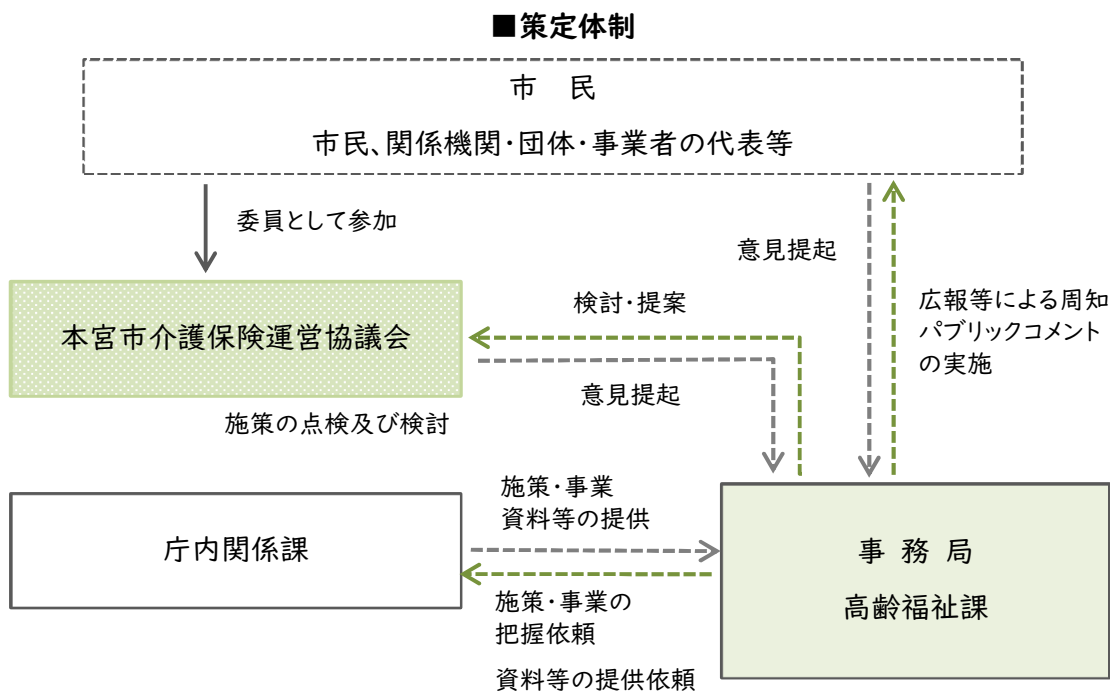 ■策定体制
市　民
市民、関係機関・団体・事業者の代表等
委員として参加
意見提起
広報等による周知
パブリックコメント
の実施
検討・提案
本宮市介護保険運営協議会
意見提起
施策の点検及び検討
施策・事業
資料等の提供
庁内関係課
事 務 局
高齢福祉課
施策・事業の
把握依頼
資料等の提供依頼